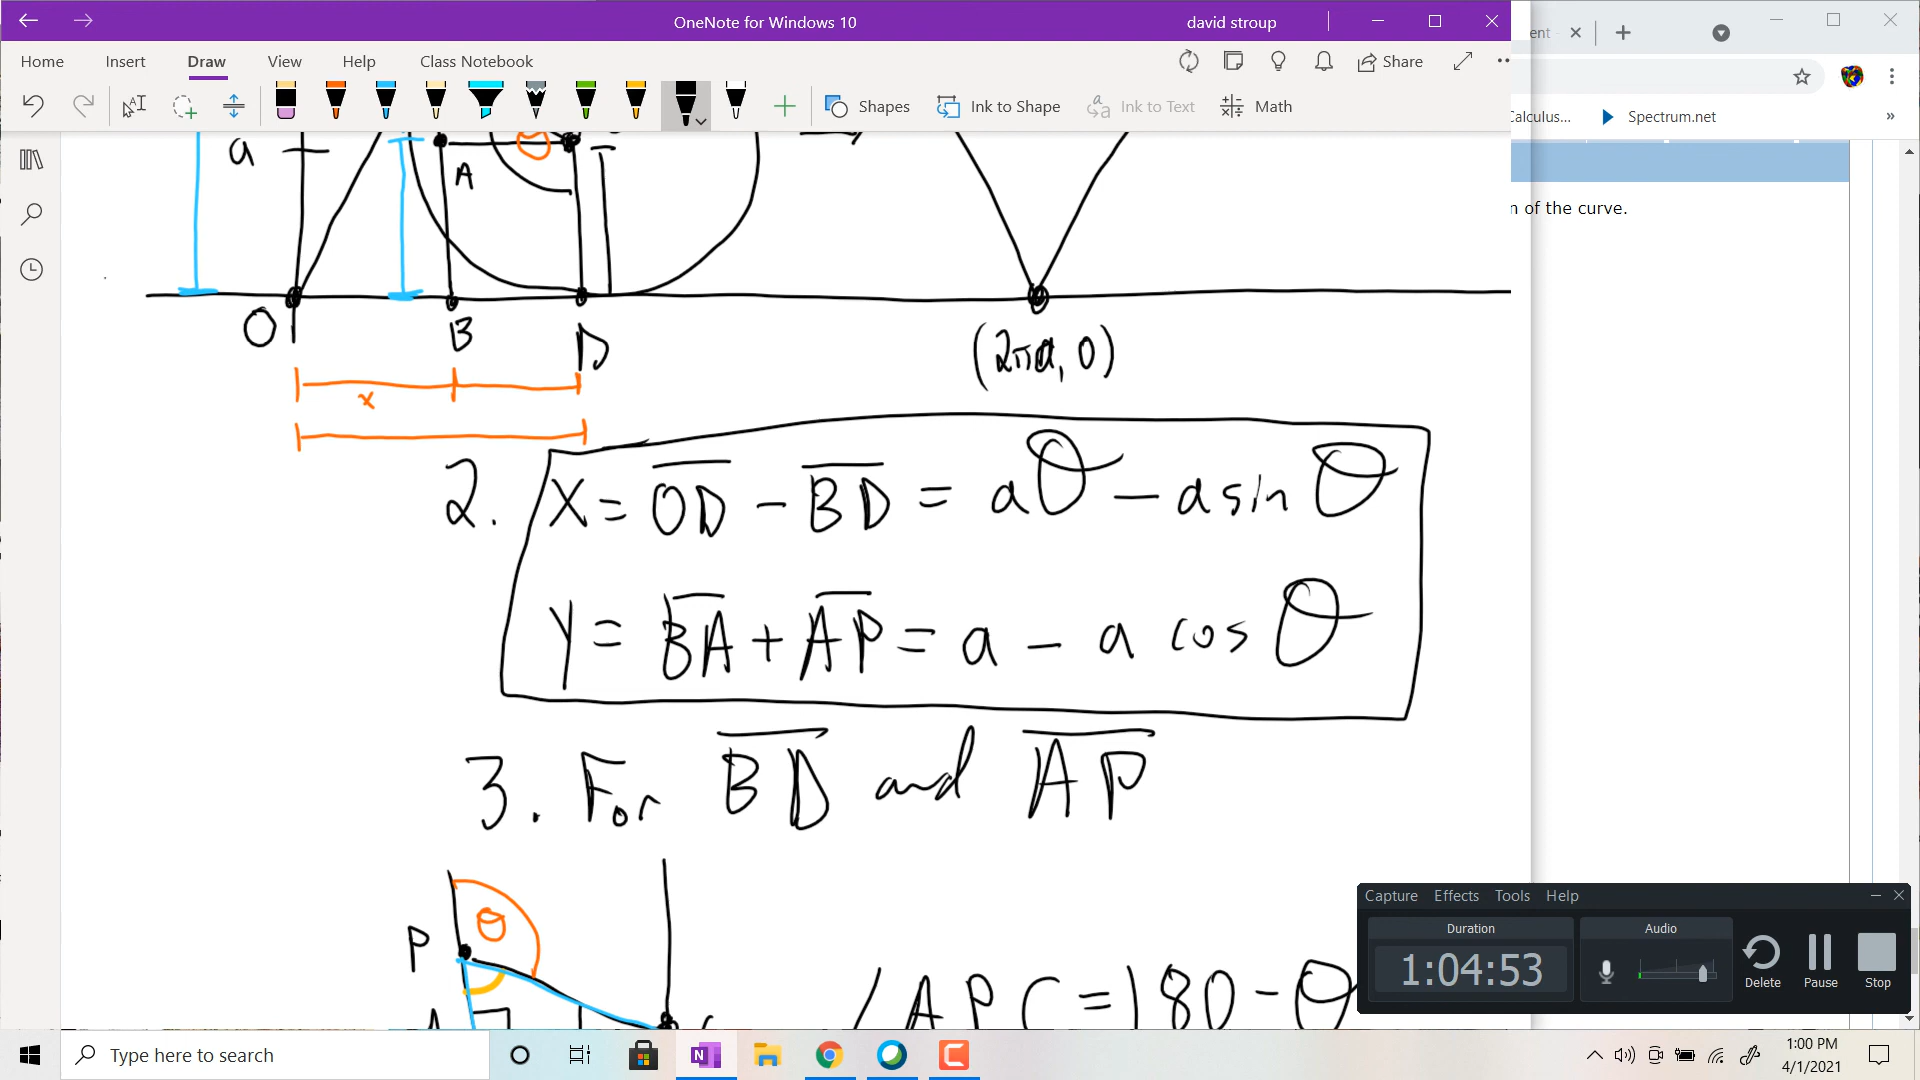 OneNote for Windows 10
david stroup
ent
Home Insert Draw View Help Class Notebook
Share
Shapes Ink to Shape Ink to Text Math
Calculus... Spectrum.net »
a
A
n of the curve.
O B D
(2πa, 0)
x
2. X = OD - BD = aθ - a sin θ
Y = BA + AP = a - a cos θ
3. For BD and AP
θ
P
∠APC = 180 - θ
Capture Effects Tools Help
Duration Audio
1:04:53
Delete Pause Stop
Type here to search
1:00 PM
4/1/2021